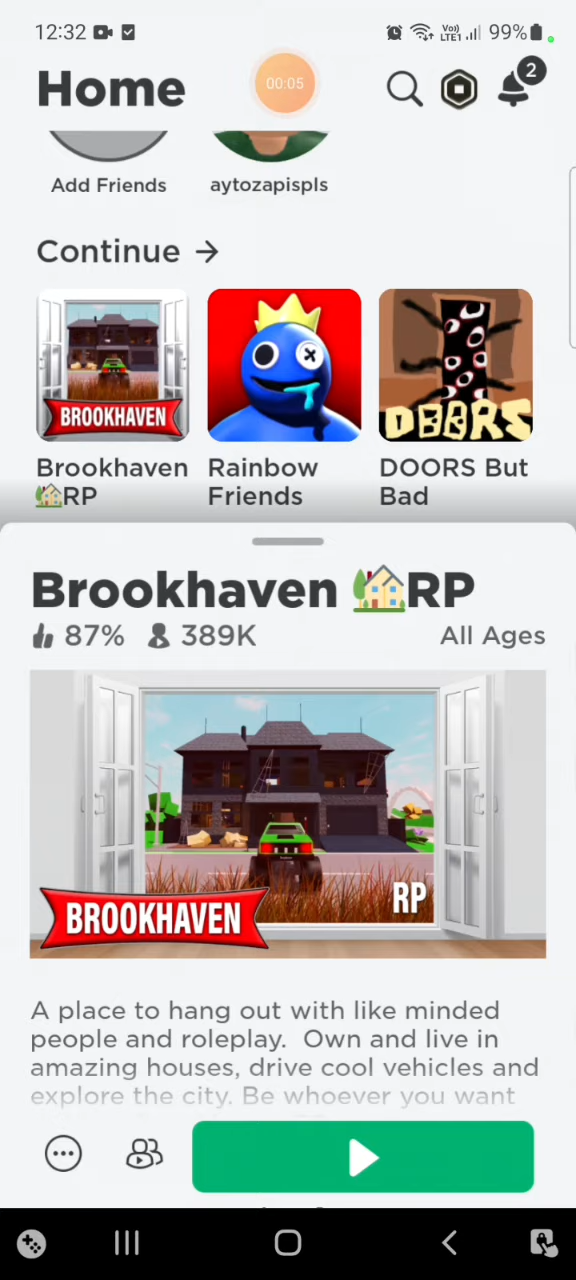 12:32
Vo))
LTE1
99%
Home
00:05
2
Add Friends
aytozapispls
Continue →
BROOKHAVEN
DOORS
Brookhaven
🏡RP
Rainbow
Friends
DOORS But
Bad
Brookhaven 🏡RP
87%
389K
All Ages
RP
BROOKHAVEN
A place to hang out with like minded
people and roleplay.  Own and live in
amazing houses, drive cool vehicles and
explore the city. Be whoever you want